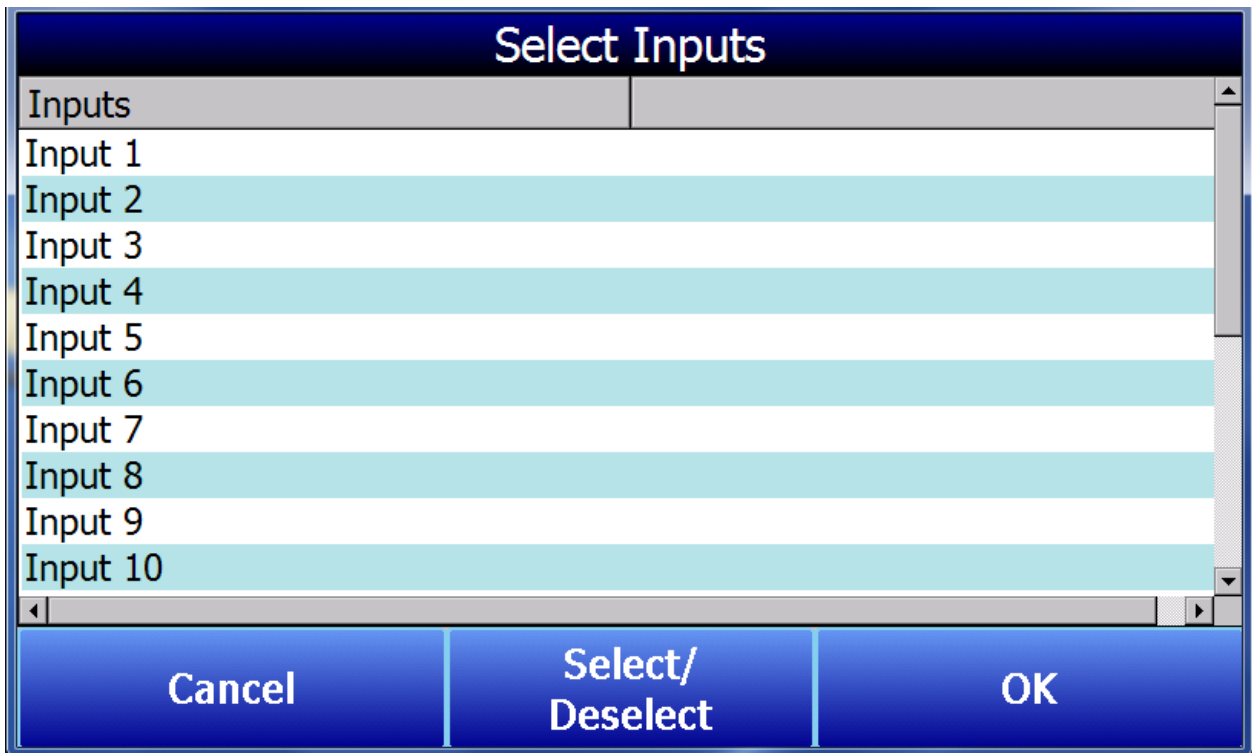 Select Inputs
Inputs
Input 1
Input 2
Input 3
Input 4
Input 5
Input 6
Input 7
Input 8
Input 9
Input 10
Cancel
Select/
Deselect
OK